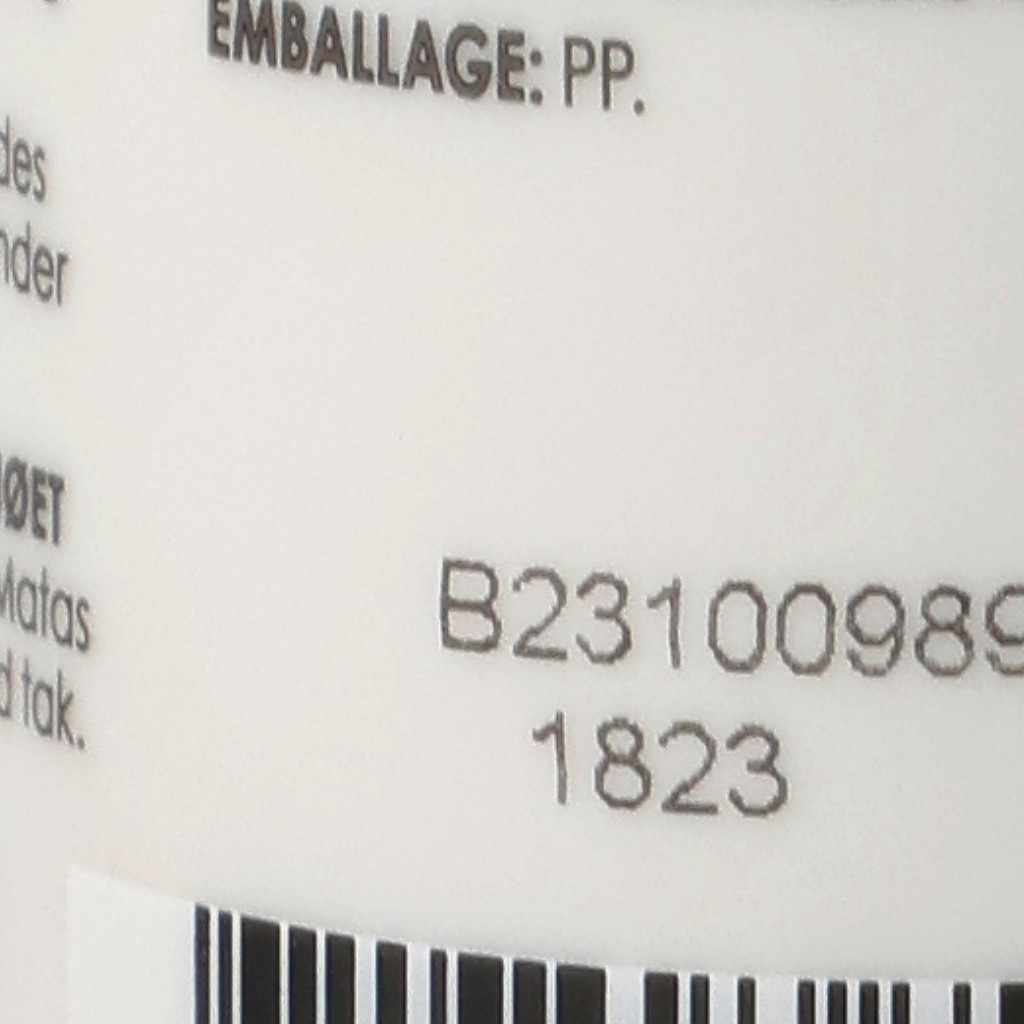 EMBALLAGE: PP.
des
nder
ØET
Matas
d tak.
B23100989
1823